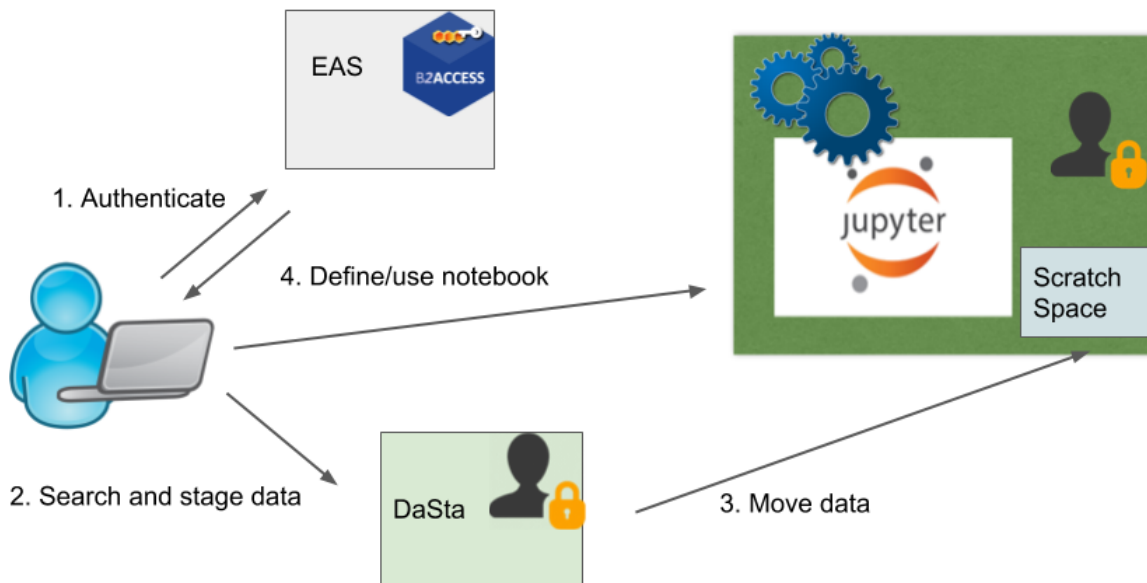 EAS
B2ACCESS
1. Authenticate
jupyter
4. Define/use notebook
Scratch
Space
2. Search and stage data
DaSta
3. Move data